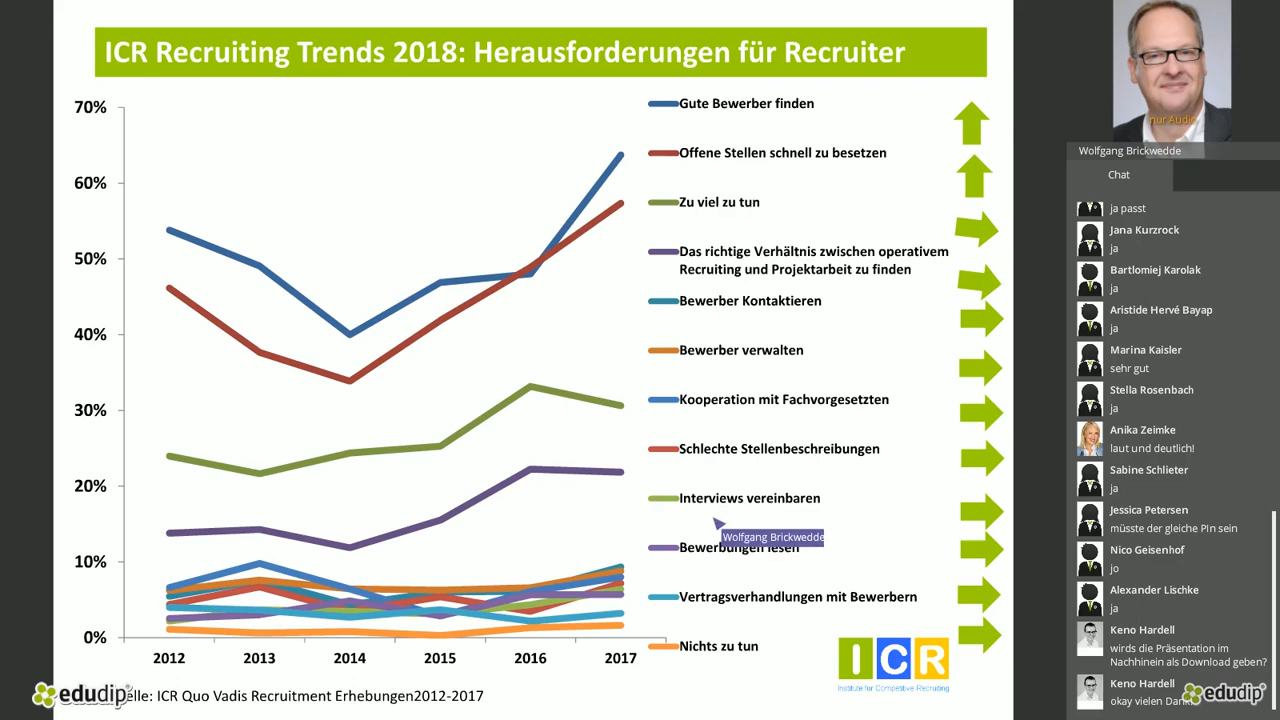 ICR Recruiting Trends 2018: Herausforderungen für Recruiter
70%
60%
50%
40%
30%
20%
10%
0%
2012 2013 2014 2015 2016 2017
Gute Bewerber finden
Offene Stellen schnell zu besetzen
Zu viel zu tun
Das richtige Verhältnis zwischen operativem
Recruiting und Projektarbeit zu finden
Bewerber Kontaktieren
Bewerber verwalten
Kooperation mit Fachvorgesetzten
Schlechte Stellenbeschreibungen
Interviews vereinbaren
Wolfgang Brickwedde
Bewerbungen lesen
Vertragsverhandlungen mit Bewerbern
Nichts zu tun
ICR
Institute for Competitive Recruiting
edudip
elle: ICR Quo Vadis Recruitment Erhebungen2012-2017
nur Audio
Wolfgang Brickwedde
Chat
ja passt
Jana Kurzrock
ja
Bartlomiej Karolak
ja
Aristide Hervé Bayap
ja
Marina Kaisler
sehr gut
Stella Rosenbach
ja
Anika Zeimke
laut und deutlich!
Sabine Schlieter
ja
Jessica Petersen
müsste der gleiche PIn sein
Nico Geisenhof
jo
Alexander Lischke
ja
Keno Hardell
wirds die Präsentation im
Nachhinein als Download geben?
Keno Hardell
okay vielen Dank
edudip